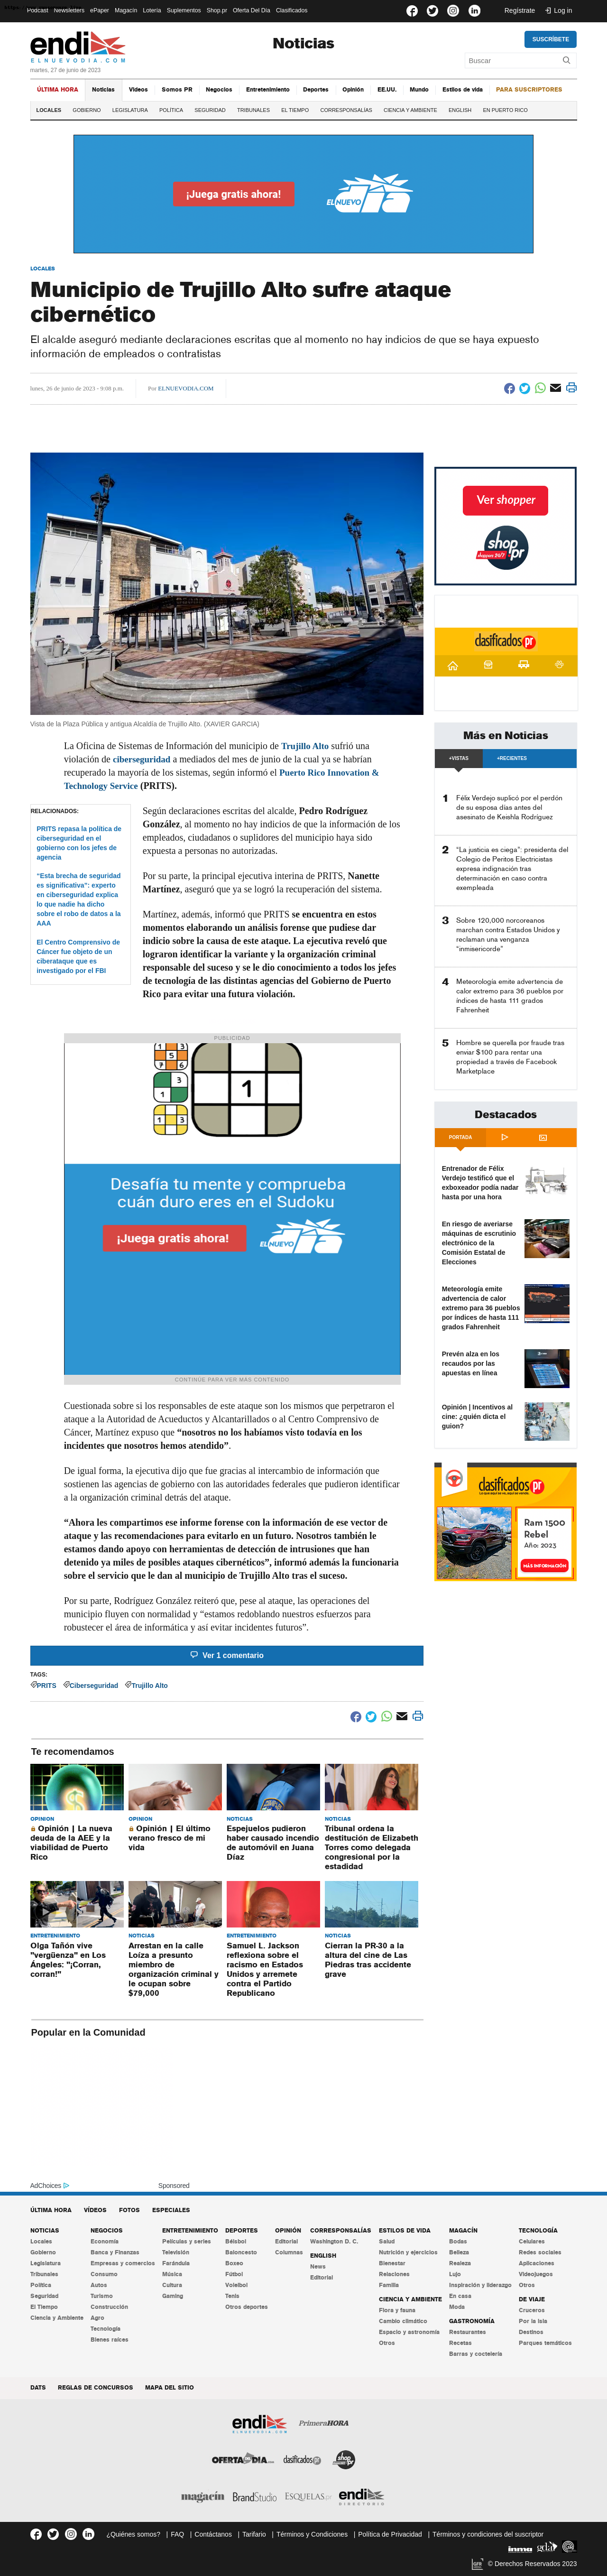 Podcast Newsletters ePaper Magacín Lotería Suplementos Shop.pr Oferta Del Día Clasificados Regístrate Log in
endi
ELNUEVODIA.COM
martes, 27 de junio de 2023
Noticias
SUSCRÍBETE
Buscar
ÚLTIMA HORA Noticias Videos Somos PR Negocios Entretenimiento Deportes Opinión EE.UU. Mundo Estilos de vida PARA SUSCRIPTORES
LOCALES GOBIERNO LEGISLATURA POLÍTICA SEGURIDAD TRIBUNALES EL TIEMPO CORRESPONSALÍAS CIENCIA Y AMBIENTE ENGLISH EN PUERTO RICO
¡Juega gratis ahora!
EL NUEVO DÍA
LOCALES
Municipio de Trujillo Alto sufre ataque
cibernético
El alcalde aseguró mediante declaraciones escritas que al momento no hay indicios de que se haya expuesto
información de empleados o contratistas
lunes, 26 de junio de 2023 - 9:08 p.m.
Por ELNUEVODIA.COM
Vista de la Plaza Pública y antigua Alcaldía de Trujillo Alto. (XAVIER GARCIA)
La Oficina de Sistemas de Información del municipio de Trujillo Alto sufrió una
violación de ciberseguridad a mediados del mes de junio de la cual ya se habrían
recuperado la mayoría de los sistemas, según informó el Puerto Rico Innovation &
Technology Service (PRITS).
RELACIONADOS:
PRITS repasa la política de
ciberseguridad en el
gobierno con los jefes de
agencia
“Esta brecha de seguridad
es significativa”: experto
en ciberseguridad explica
lo que nadie ha dicho
sobre el robo de datos a la
AAA
El Centro Comprensivo de
Cáncer fue objeto de un
ciberataque que es
investigado por el FBI
Según declaraciones escritas del alcalde, Pedro Rodríguez
González, al momento no hay indicios de que la información de los
empleados, ciudadanos o suplidores del municipio haya sido
expuesta a personas no autorizadas.
Por su parte, la principal ejecutiva interina de PRITS, Nanette
Martínez, aseguró que ya se logró la recuperación del sistema.
Martínez, además, informó que PRITS se encuentra en estos
momentos elaborando un análisis forense que pudiese dar
indicio sobre la causa de este ataque. La ejecutiva reveló que
lograron identificar la variante y la organización criminal
responsable del suceso y se le dio conocimiento a todos los jefes
de tecnología de las distintas agencias del Gobierno de Puerto
Rico para evitar una futura violación.
PUBLICIDAD
Desafía tu mente y comprueba
cuán duro eres en el Sudoku
¡Juega gratis ahora!
EL NUEVO DÍA
CONTINÚE PARA VER MÁS CONTENIDO
Cuestionada sobre si los responsables de este ataque son los mismos que perpetraron el
ataque a la Autoridad de Acueductos y Alcantarillados o al Centro Comprensivo de
Cáncer, Martínez expuso que “nosotros no los habíamos visto todavía en los
incidentes que nosotros hemos atendido”.
De igual forma, la ejecutiva dijo que fue gracias al intercambio de información que
sostienen las agencias de gobierno con las autoridades federales que pudieron identificar
a la organización criminal detrás del ataque.
“Ahora les compartimos ese informe forense con la información de ese vector de
ataque y las recomendaciones para evitarlo en un futuro. Nosotros también le
estamos dando apoyo con herramientas de detección de intrusiones que han
detenido ya miles de posibles ataques cibernéticos”, informó además la funcionaria
sobre el servicio que le dan al municipio de Trujillo Alto tras el suceso.
Por su parte, Rodríguez González reiteró que, pese al ataque, las operaciones del
municipio fluyen con normalidad y “estamos redoblando nuestros esfuerzos para
robustecer el área de informática y así evitar incidentes futuros”.
Ver 1 comentario
TAGS:
PRITS Ciberseguridad Trujillo Alto
Te recomendamos
OPINION
Opinión | La nueva
deuda de la AEE y la
viabilidad de Puerto
Rico
OPINION
Opinión | El último
verano fresco de mi
vida
NOTICIAS
Espejuelos pudieron
haber causado incendio
de automóvil en Juana
Díaz
NOTICIAS
Tribunal ordena la
destitución de Elizabeth
Torres como delegada
congresional por la
estadidad
ENTRETENIMIENTO
Olga Tañón vive
"vergüenza" en Los
Ángeles: "¡Corran,
corran!"
NOTICIAS
Arrestan en la calle
Loíza a presunto
miembro de
organización criminal y
le ocupan sobre
$79,000
ENTRETENIMIENTO
Samuel L. Jackson
reflexiona sobre el
racismo en Estados
Unidos y arremete
contra el Partido
Republicano
NOTICIAS
Cierran la PR-30 a la
altura del cine de Las
Piedras tras accidente
grave
Popular en la Comunidad
AdChoices Sponsored
Ver shopper
shop.pr
shoppea 24/7
clasificadospr
Más en Noticias
+VISTAS +RECIENTES
1 Félix Verdejo suplicó por el perdón
de su esposa días antes del
asesinato de Keishla Rodríguez
2 “La justicia es ciega”: presidenta del
Colegio de Peritos Electricistas
expresa indignación tras
determinación en caso contra
exempleada
3 Sobre 120,000 norcoreanos
marchan contra Estados Unidos y
reclaman una venganza
“inmisericorde”
4 Meteorología emite advertencia de
calor extremo para 36 pueblos por
índices de hasta 111 grados
Fahrenheit
5 Hombre se querella por fraude tras
enviar $100 para rentar una
propiedad a través de Facebook
Marketplace
Destacados
PORTADA
Entrenador de Félix
Verdejo testificó que el
exboxeador podía nadar
hasta por una hora
En riesgo de averiarse
máquinas de escrutinio
electrónico de la
Comisión Estatal de
Elecciones
Meteorología emite
advertencia de calor
extremo para 36 pueblos
por índices de hasta 111
grados Fahrenheit
Prevén alza en los
recaudos por las
apuestas en línea
Opinión | Incentivos al
cine: ¿quién dicta el
guion?
clasificadospr
Ram 1500
Rebel
Año: 2023
MÁS INFORMACIÓN
ÚLTIMA HORA VÍDEOS FOTOS ESPECIALES
NOTICIAS
Locales
Gobierno
Legislatura
Tribunales
Política
Seguridad
El Tiempo
Ciencia y Ambiente
NEGOCIOS
Economía
Banca y Finanzas
Empresas y comercios
Consumo
Autos
Turismo
Construcción
Agro
Tecnología
Bienes raíces
ENTRETENIMIENTO
Películas y series
Televisión
Farándula
Música
Cultura
Gaming
DEPORTES
Béisbol
Baloncesto
Boxeo
Fútbol
Voleibol
Tenis
Otros deportes
OPINIÓN
Editorial
Columnas
CORRESPONSALÍAS
Washington D. C.
ENGLISH
News
Editorial
ESTILOS DE VIDA
Salud
Nutrición y ejercicios
Bienestar
Relaciones
Familia
CIENCIA Y AMBIENTE
Flora y fauna
Cambio climático
Espacio y astronomía
Otros
MAGACÍN
Bodas
Belleza
Realeza
Lujo
Inspiración y liderazgo
En casa
Moda
GASTRONOMÍA
Restaurantes
Recetas
Barras y coctelería
TECNOLOGÍA
Celulares
Redes sociales
Aplicaciones
Videojuegos
Otros
DE VIAJE
Cruceros
Por la Isla
Destinos
Parques temáticos
DATS REGLAS DE CONCURSOS MAPA DEL SITIO
endi
ELNUEVODIA.COM
PrimeraHORA
OFERTADELDIA.com clasificadospr shop.pr
magacín BrandStudio ESQUELAS.pr endi DIRECTORIO
¿Quiénes somos? | FAQ | Contáctanos | Tarifario | Términos y Condiciones | Política de Privacidad | Términos y condiciones del suscriptor
inma gda
GFR © Derechos Reservados 2023